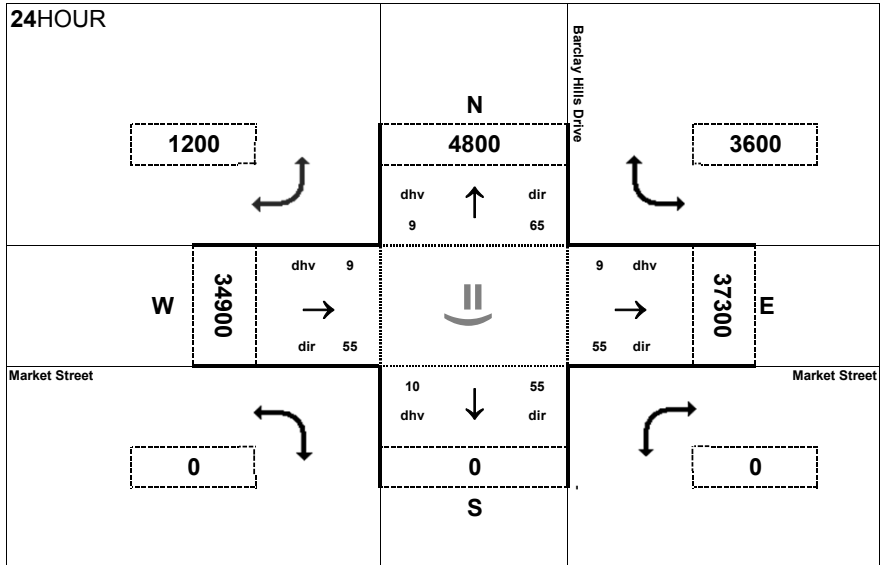 24HOUR
Barclay Hills Drive
N
1200
4800
3600
dhv
dir
9
65
dhv 9
9 dhv
W
34900
37300
E
dir 55
55 dir
Market Street
Market Street
10
55
dhv
dir
0
0
0
S